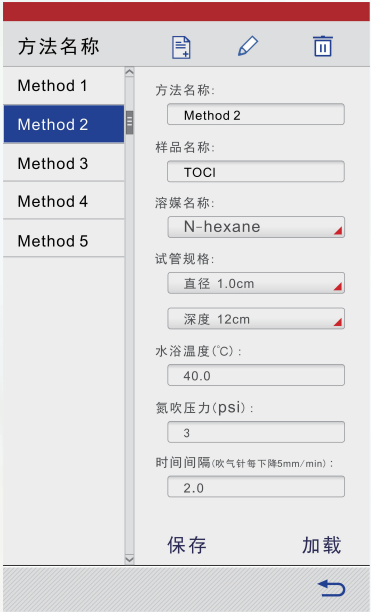 方法名称
Method 1
Method 2
Method 3
Method 4
Method 5
方法名称:
Method 2
样品名称:
TOCl
溶媒名称:
N-hexane
试管规格:
直径 1.0cm
深度 12cm
水浴温度(℃):
40.0
氮吹压力(psi):
3
时间间隔(吹气针每下降5mm/min):
2.0
保存
加载